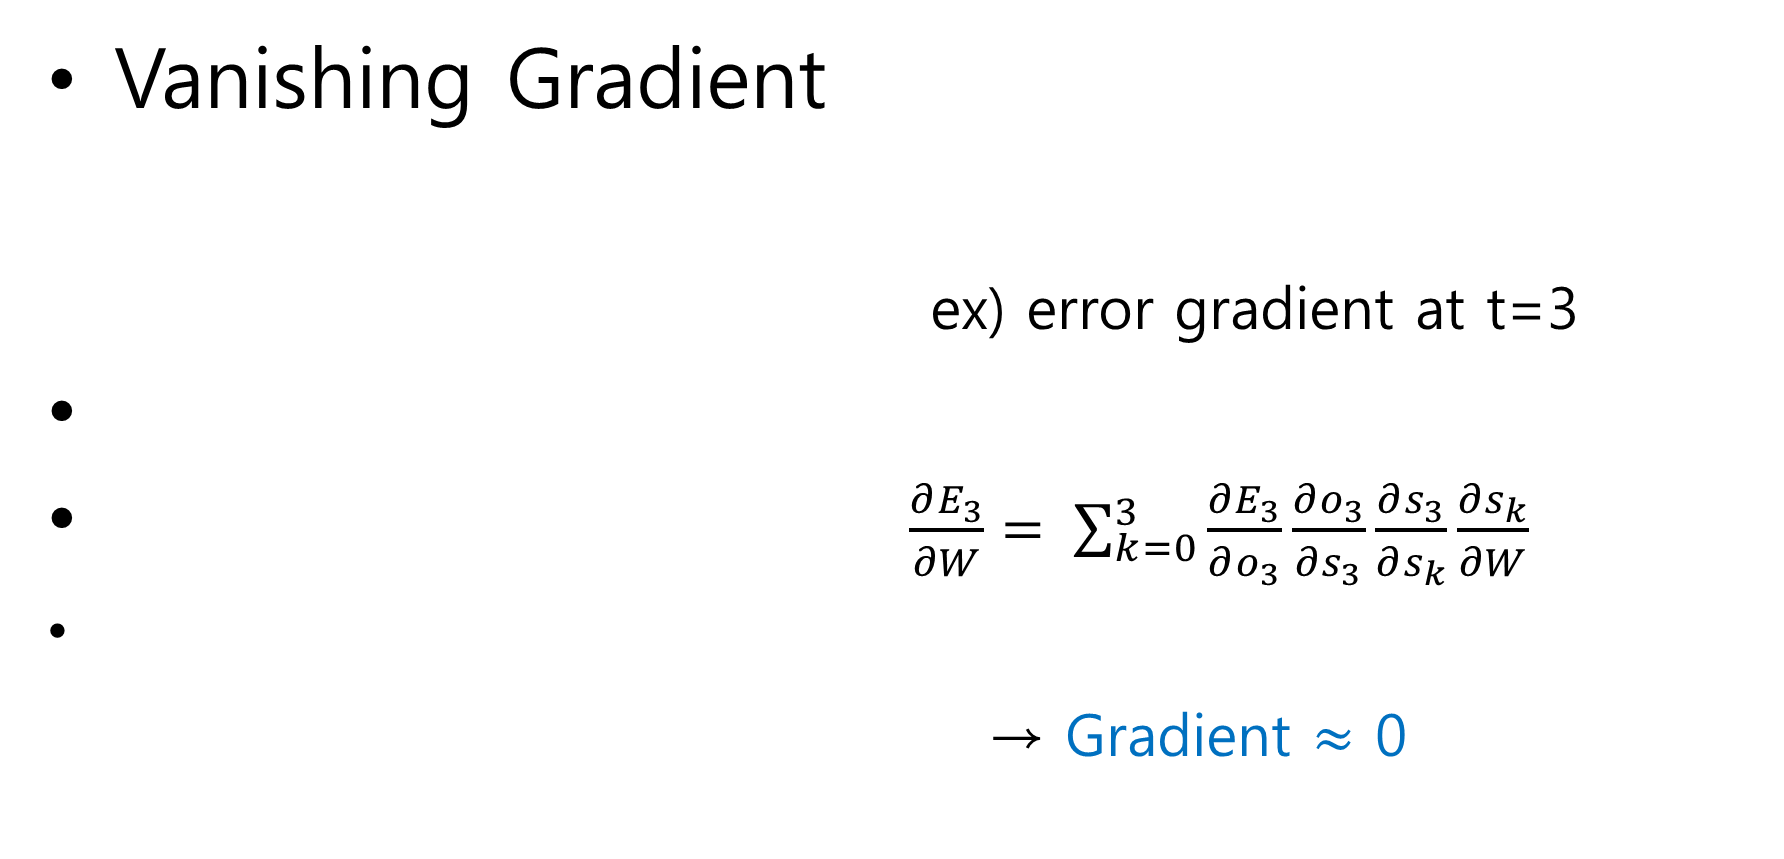 • Vanishing Gradient
ex) error gradient at t=3
•
•
∂E₃/∂W = ∑³ₖ₌₀ ∂E₃/∂o₃ ∂o₃/∂s₃ ∂s₃/∂sₖ ∂sₖ/∂W
•
→ Gradient ≈ 0